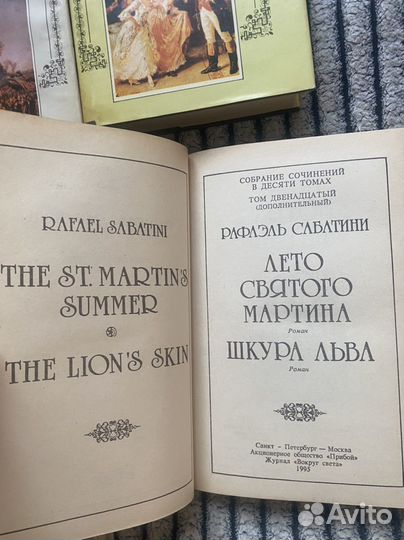 RAFAEL SABATINI
THE ST. MARTIN'S
SUMMER
THE LION'S SKIN
СОБРАНИЕ СОЧИНЕНИЙ
В ДЕСЯТИ ТОМАХ
ТОМ ДВЕНАДЦАТЫЙ
(ДОПОЛНИТЕЛЬНЫЙ)
РАФАЭЛЬ САБАТИНИ
ЛЕТО
СВЯТОГО
МАРТИНА
Роман
ШКУРА ЛЬВА
Роман
Санкт - Петербург — Москва
Акционерное общество «Прибой»
Журнал «Вокруг света»
1995
Avito